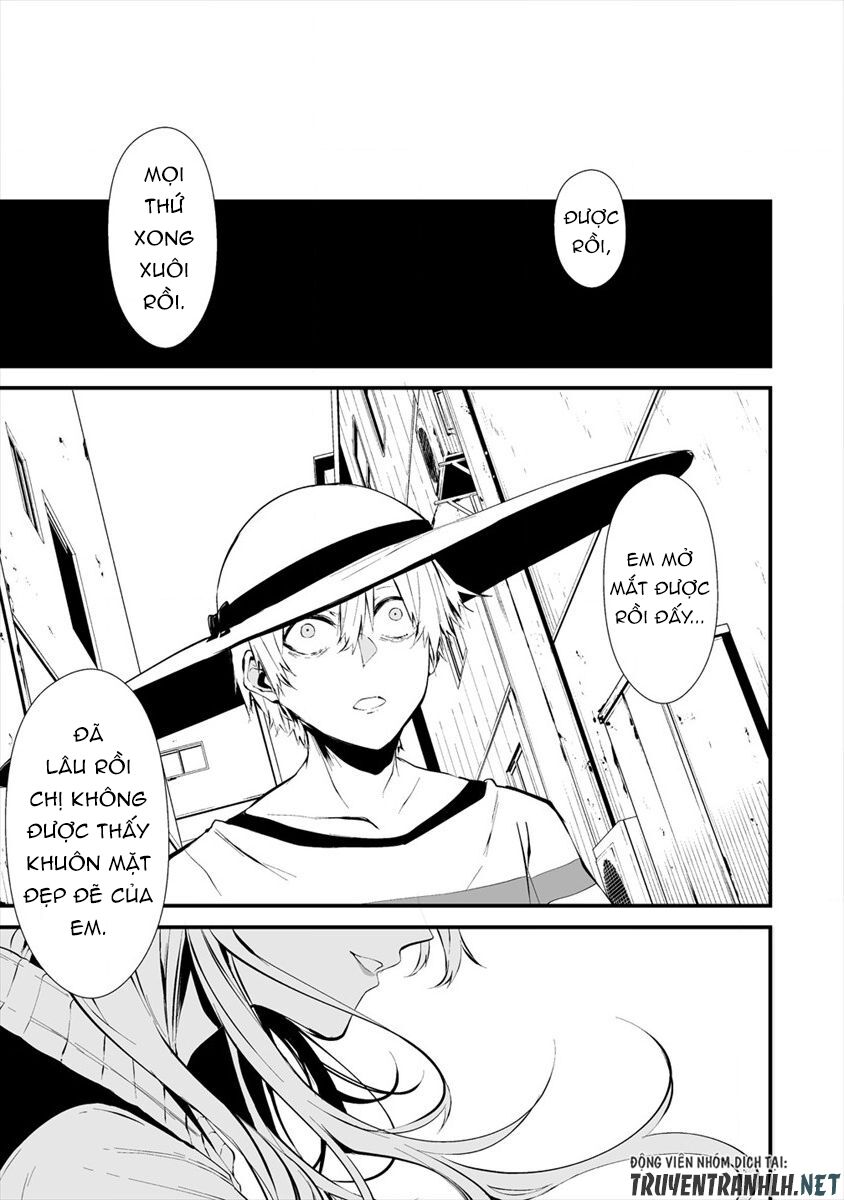 ĐƯỢC
RỒI,
MỌI
THỨ
XONG
XUÔI
RỒI.
EM MỞ
MẮT ĐƯỢC
RỒI ĐẤY...
ĐÃ
LÂU RỒI
CHỊ KHÔNG
ĐƯỢC THẤY
KHUÔN MẶT
ĐẸP ĐẼ CỦA
EM.
ĐỘNG VIÊN NHÓM DỊCH TẠI:
TRUYENTRANHLH.NET